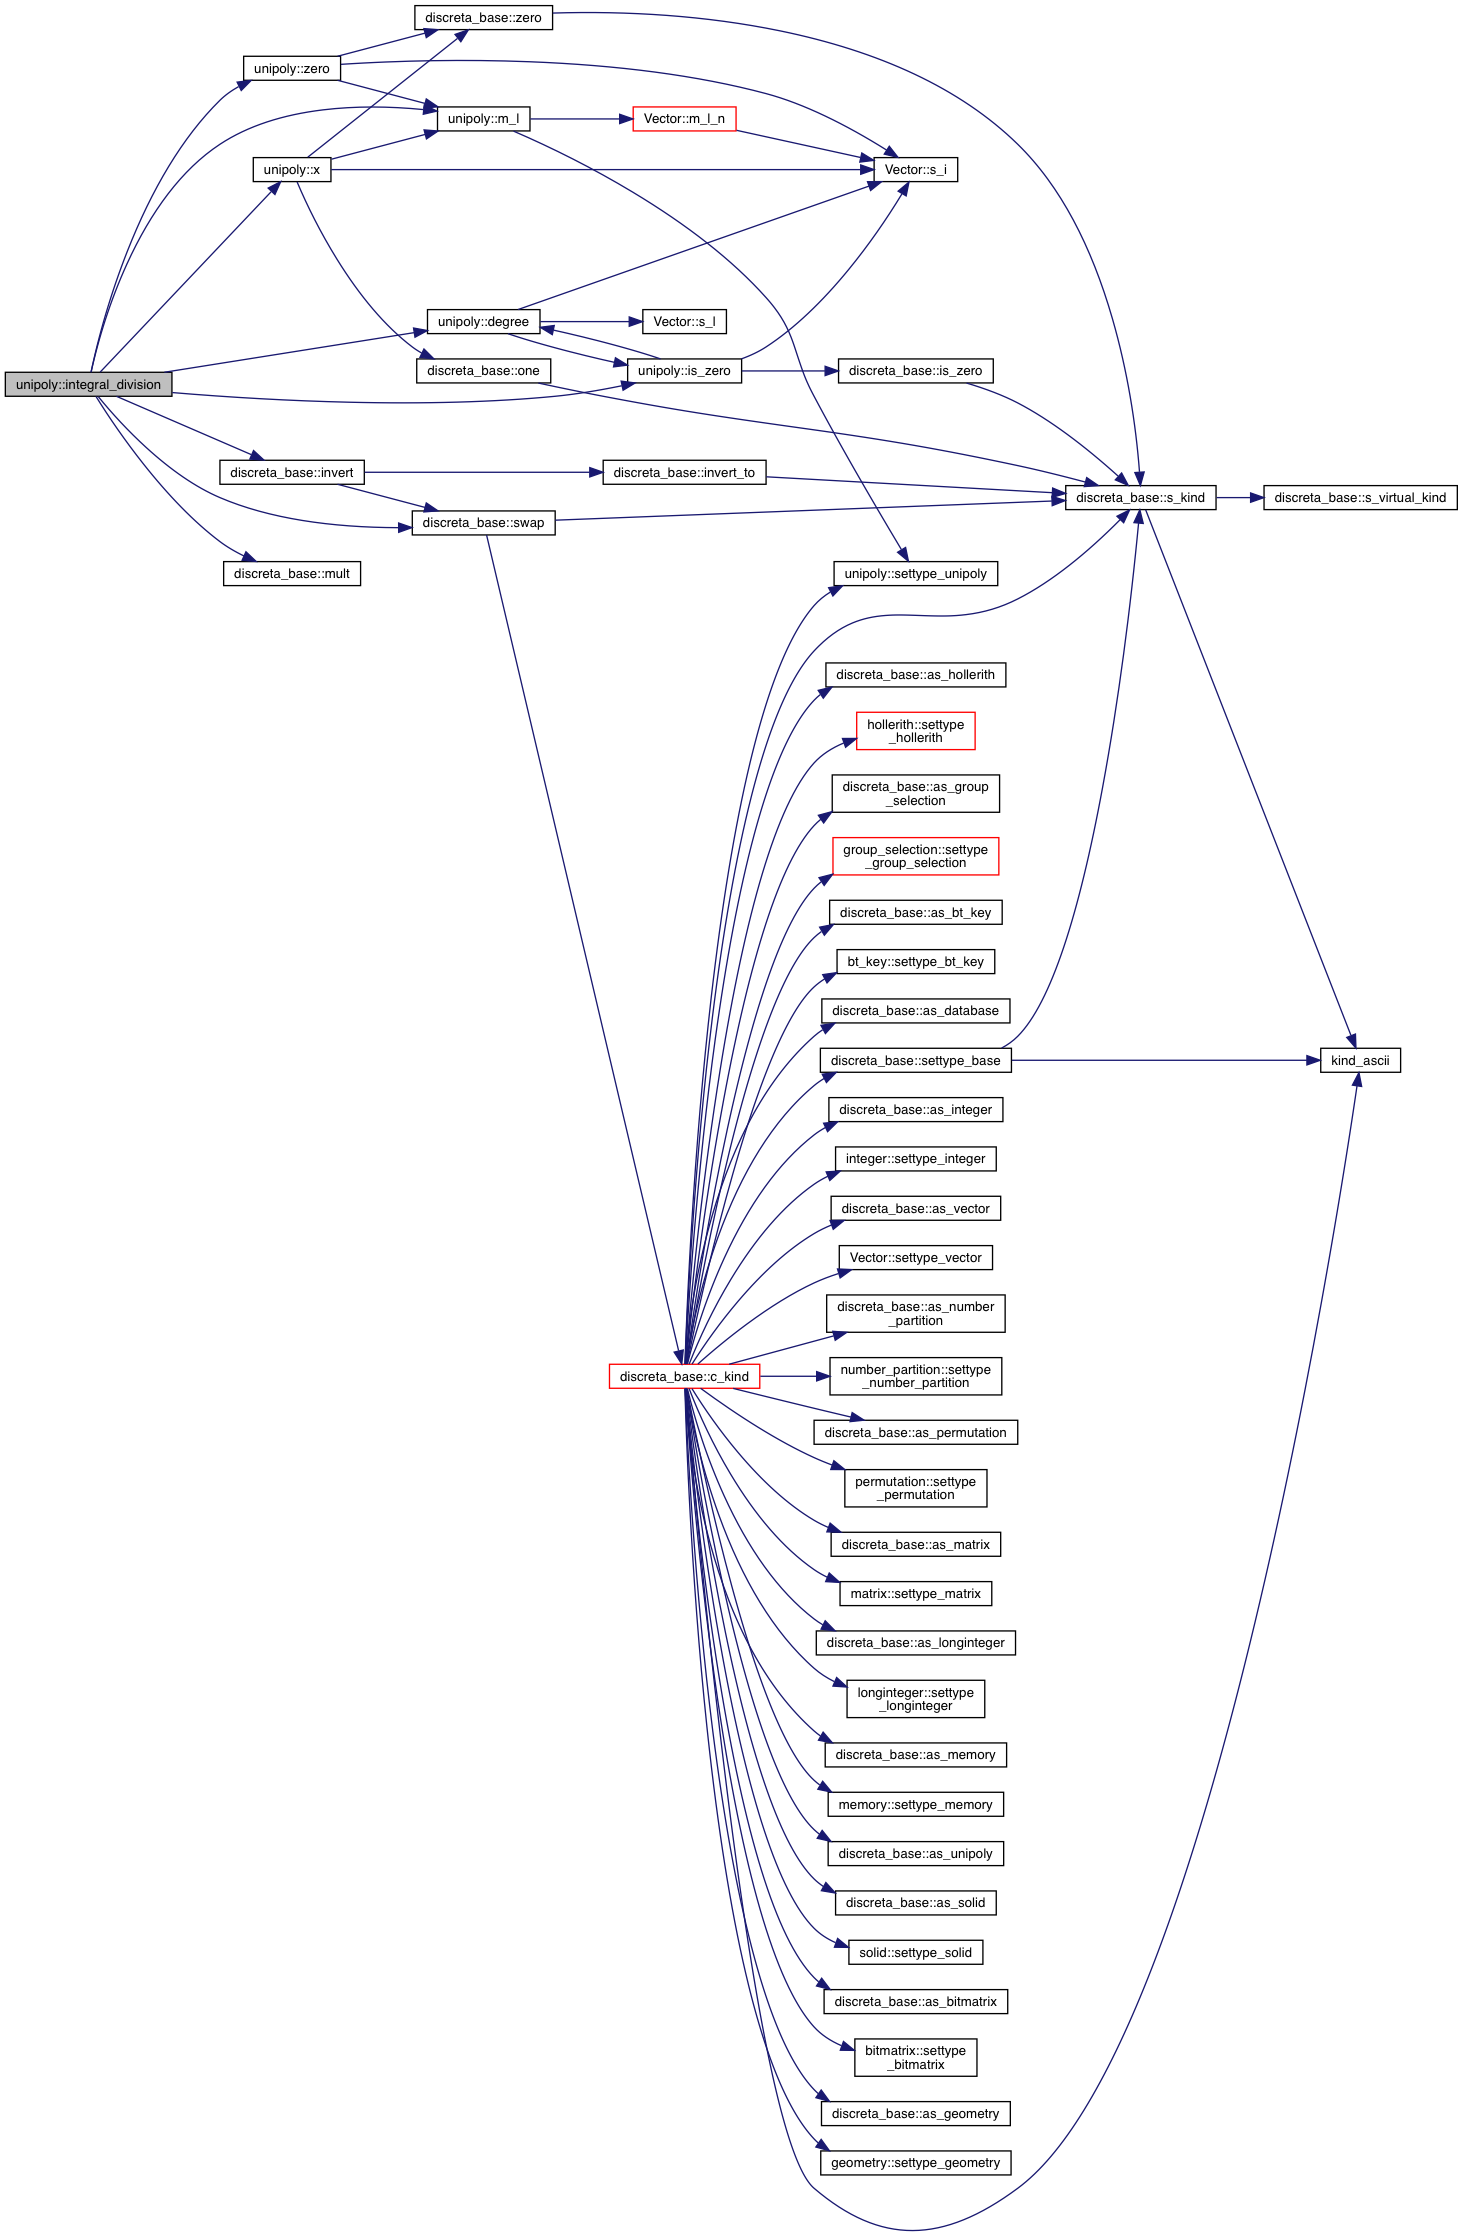 discreta_base::zero
unipoly::zero
unipoly::m_l
Vector::m_l_n
unipoly::x
Vector::s_i
unipoly::degree
Vector::s_l
unipoly::integral_division
discreta_base::one
unipoly::is_zero
discreta_base::is_zero
discreta_base::invert
discreta_base::invert_to
discreta_base::s_kind
discreta_base::s_virtual_kind
discreta_base::swap
discreta_base::mult
unipoly::settype_unipoly
discreta_base::as_hollerith
hollerith::settype
_hollerith
discreta_base::as_group
_selection
group_selection::settype
_group_selection
discreta_base::as_bt_key
bt_key::settype_bt_key
discreta_base::as_database
discreta_base::settype_base
kind_ascii
discreta_base::as_integer
integer::settype_integer
discreta_base::as_vector
Vector::settype_vector
discreta_base::as_number
_partition
discreta_base::c_kind
number_partition::settype
_number_partition
discreta_base::as_permutation
permutation::settype
_permutation
discreta_base::as_matrix
matrix::settype_matrix
discreta_base::as_longinteger
longinteger::settype
_longinteger
discreta_base::as_memory
memory::settype_memory
discreta_base::as_unipoly
discreta_base::as_solid
solid::settype_solid
discreta_base::as_bitmatrix
bitmatrix::settype
_bitmatrix
discreta_base::as_geometry
geometry::settype_geometry